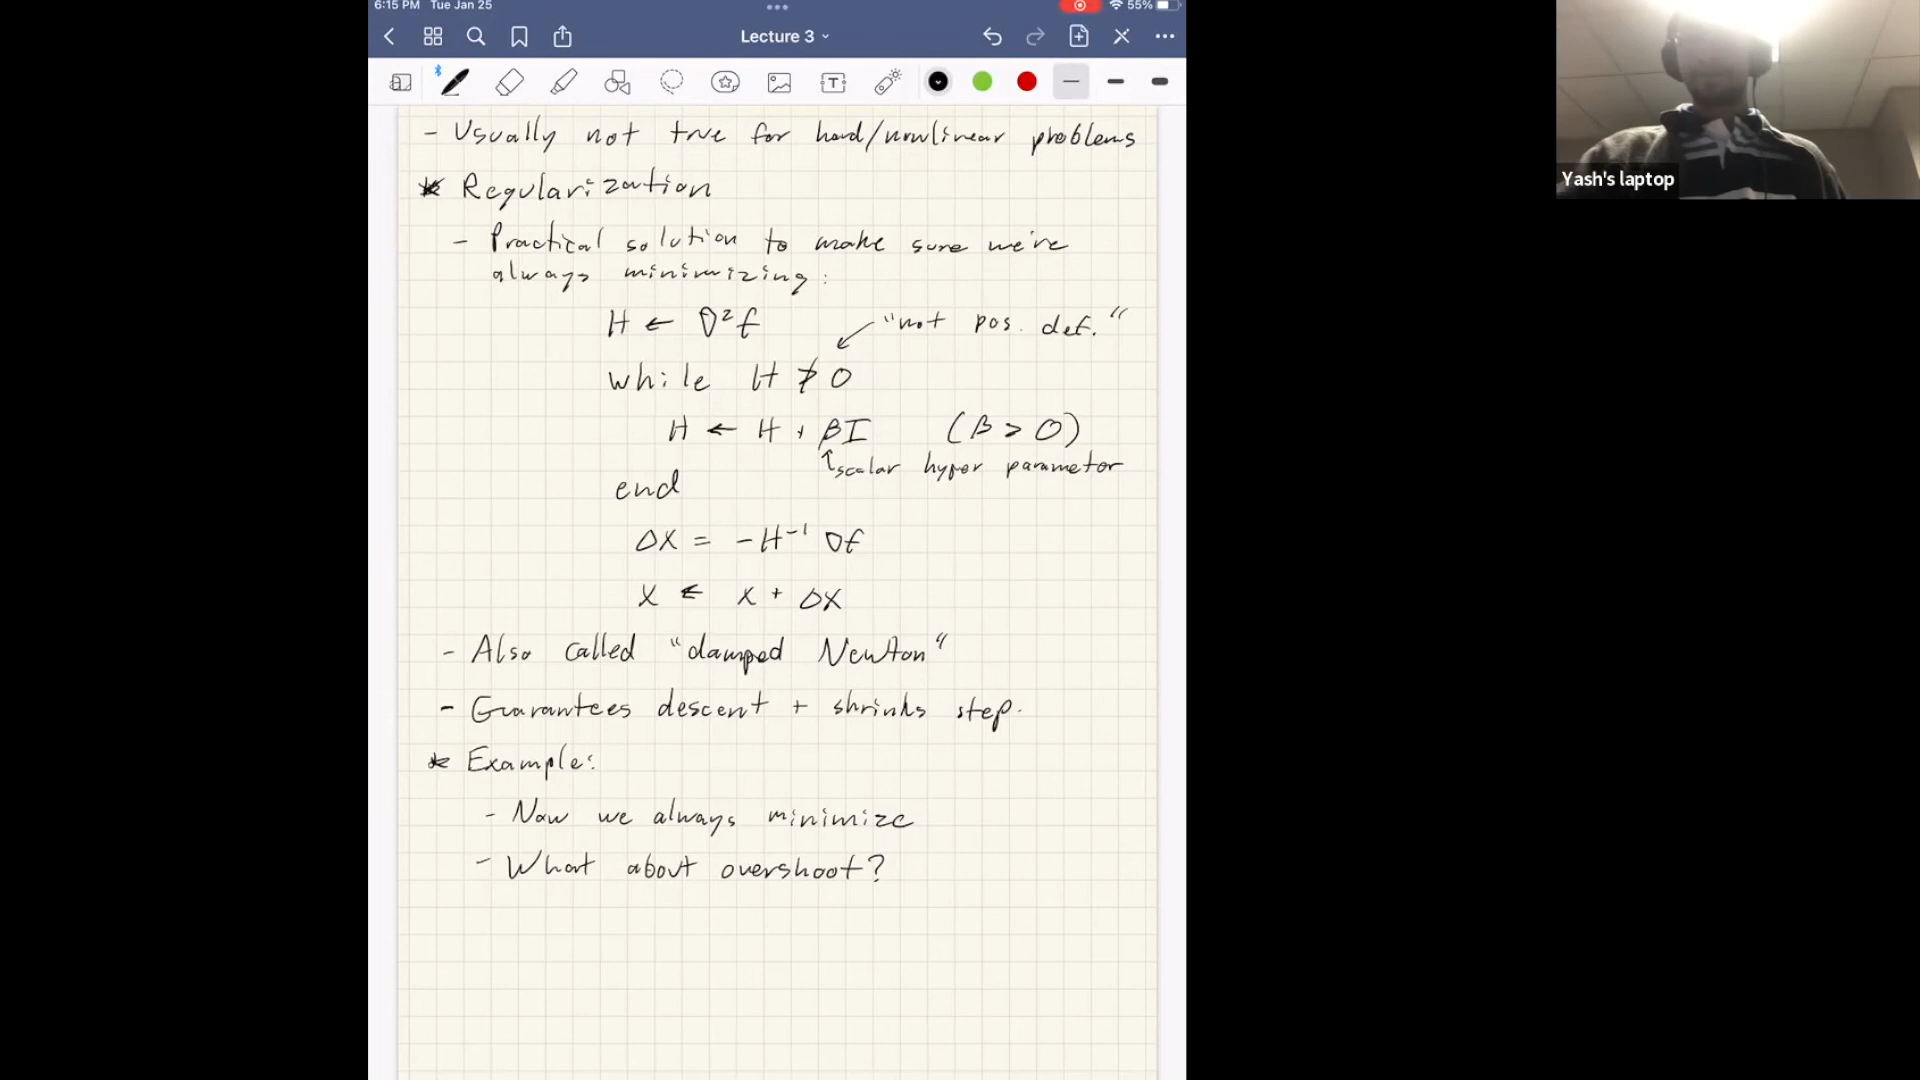 6:15 PM Tue Jan 25
55%
Lecture 3
T
- Usually not true for hard/nonlinear problems
* Regularization
- Practical solution to make sure we're
always minimizing:
H ← ∇²f "not pos. def."
while H ⊁ 0
H ← H + βI (β > 0)
↑scalar hyper parameter
end
Δx = -H⁻¹ ∇f
x ← x + Δx
- Also called "damped Newton"
- Guarantees descent + shrinks step.
* Example:
- Now we always minimize
- What about overshoot?
Yash's laptop